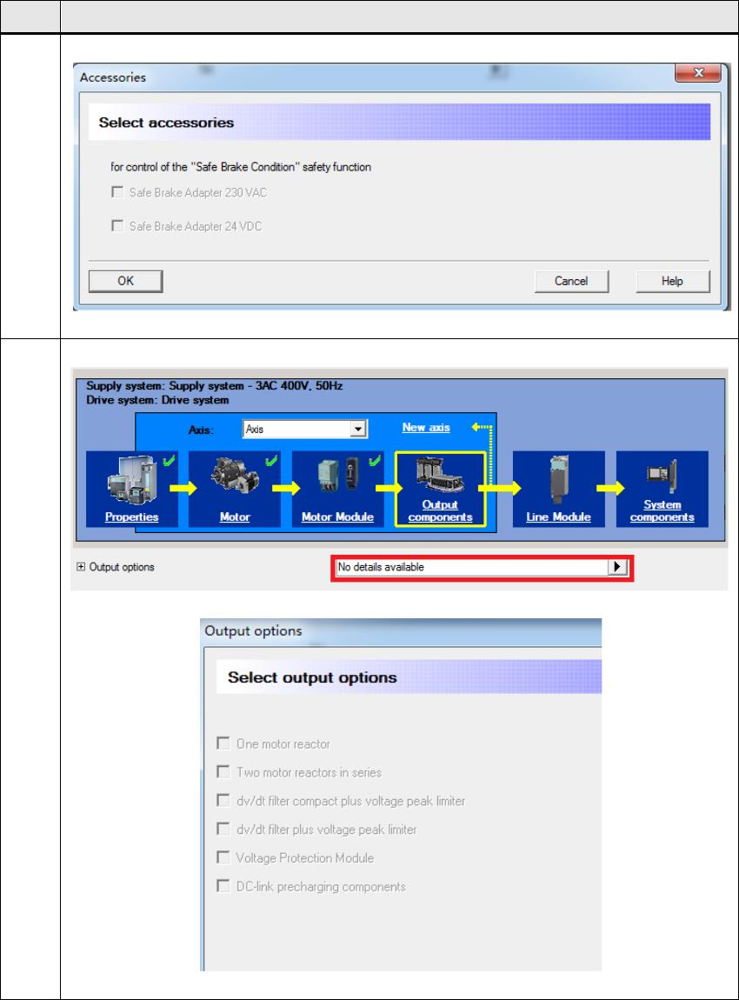 Accessories
Select accessories
for control of the "Safe Brake Condition" safety function
Safe Brake Adapter 230 VAC
Safe Brake Adapter 24 VDC
OK
Cancel
Help
Supply system: Supply system - 3AC 400V, 50Hz
Drive system: Drive system
Axis:
Axis
New axis
Properties
Motor
Motor Module
Output
components
Line Module
System
components
Output options
No details available
Output options
Select output options
One motor reactor
Two motor reactors in series
dv/dt filter compact plus voltage peak limiter
dv/dt filter plus voltage peak limiter
Voltage Protection Module
DC-link precharging components